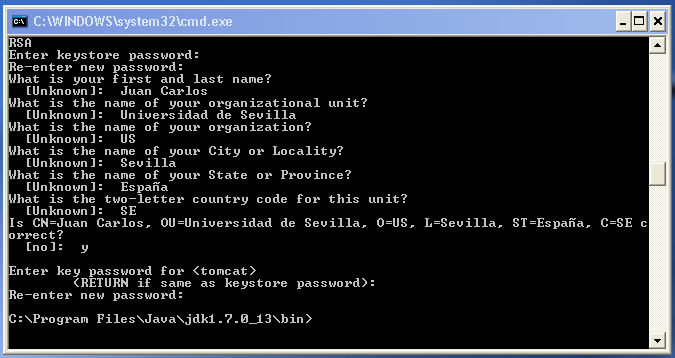 C:\WINDOWS\system32\cmd.exe
RSA
Enter keystore password:
Re-enter new password:
What is your first and last name?
  [Unknown]:  Juan Carlos
What is the name of your organizational unit?
  [Unknown]:  Universidad de Sevilla
What is the name of your organization?
  [Unknown]:  US
What is the name of your City or Locality?
  [Unknown]:  Sevilla
What is the name of your State or Province?
  [Unknown]:  España
What is the two-letter country code for this unit?
  [Unknown]:  SE
Is CN=Juan Carlos, OU=Universidad de Sevilla, O=US, L=Sevilla, ST=España, C=SE c
orrect?
  [no]:  y
Enter key password for <tomcat>
        (RETURN if same as keystore password):
Re-enter new password:
C:\Program Files\Java\jdk1.7.0_13\bin>